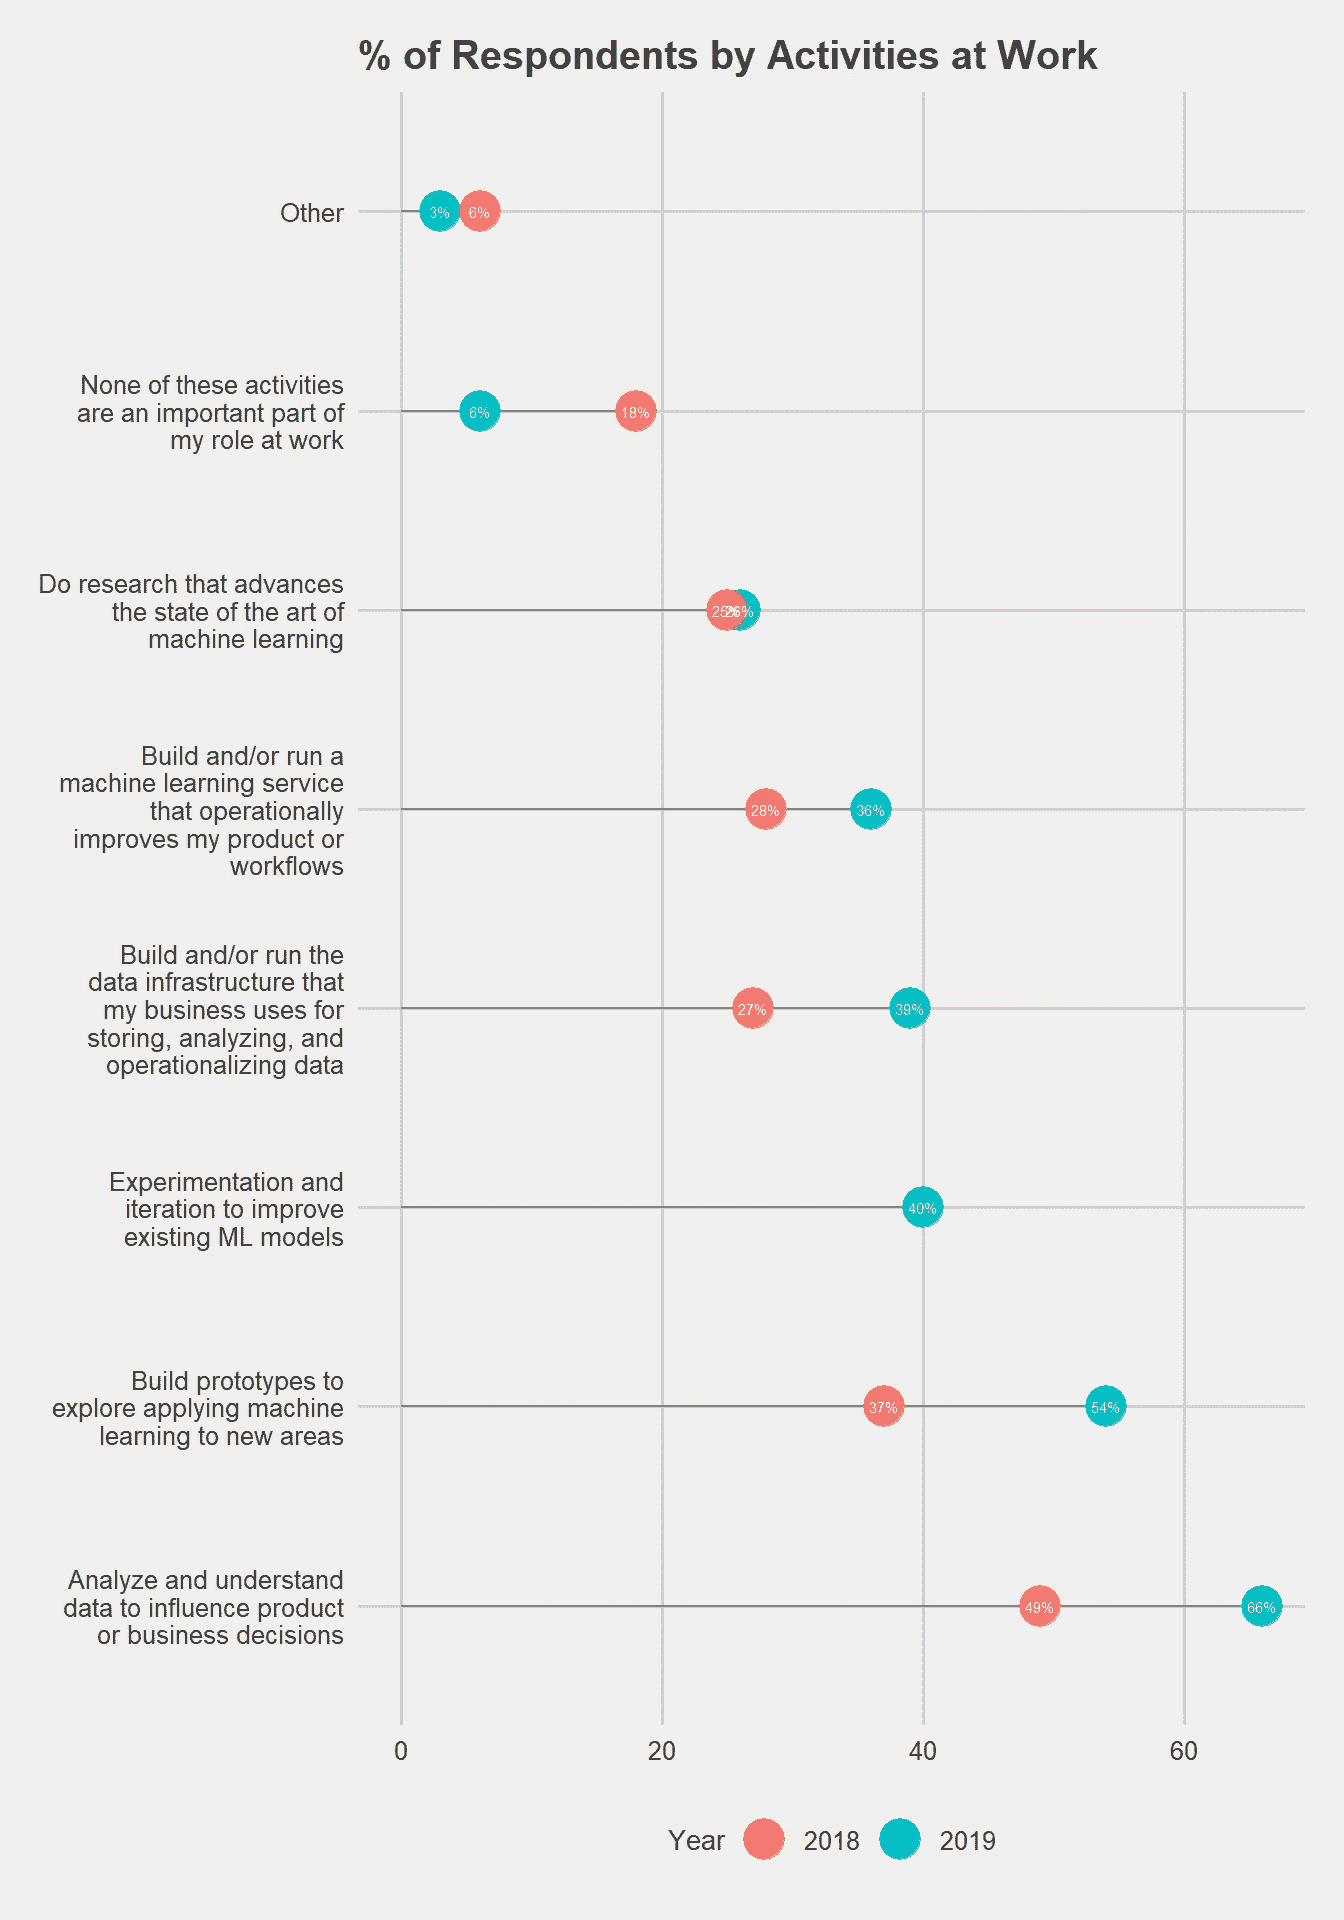 % of Respondents by Activities at Work
Other
3%
6%
None of these activities
are an important part of
my role at work
6%
18%
Do research that advances
the state of the art of
machine learning
25%
26%
Build and/or run a
machine learning service
that operationally
improves my product or
workflows
28%
36%
Build and/or run the
data infrastructure that
my business uses for
storing, analyzing, and
operationalizing data
27%
39%
Experimentation and
iteration to improve
existing ML models
40%
Build prototypes to
explore applying machine
learning to new areas
37%
54%
Analyze and understand
data to influence product
or business decisions
49%
66%
0 20 40 60
Year 2018 2019